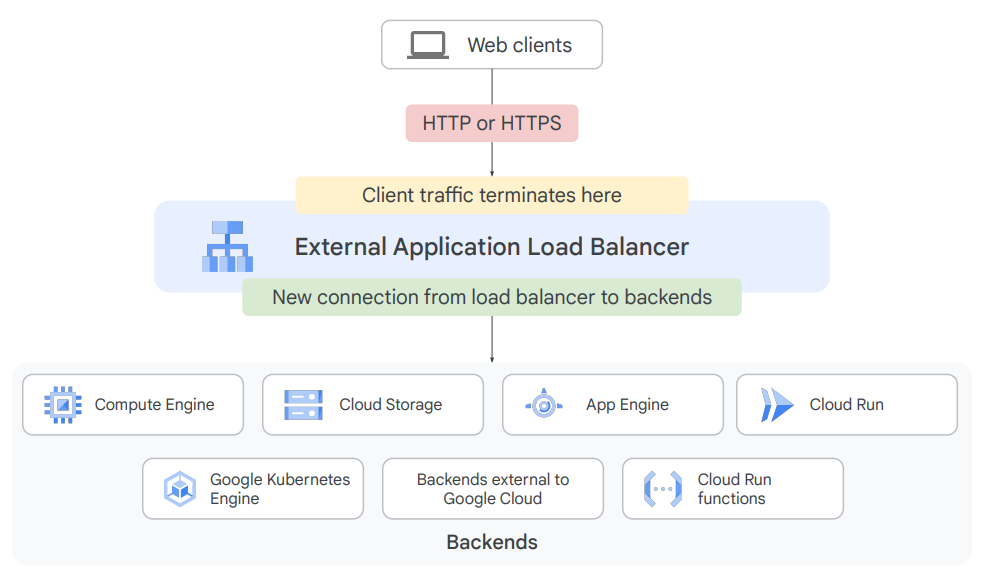 Web clients
HTTP or HTTPS
Client traffic terminates here
External Application Load Balancer
New connection from load balancer to backends
Compute Engine
Cloud Storage
App Engine
Cloud Run
Google Kubernetes
Engine
Backends external to
Google Cloud
Cloud Run
functions
Backends